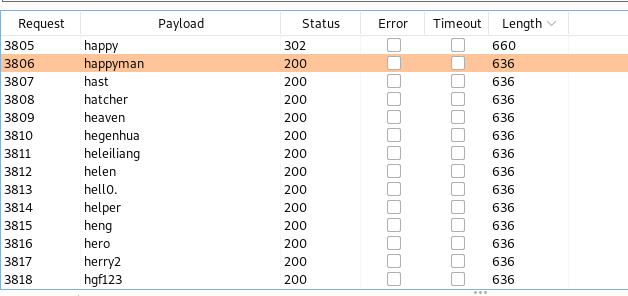 Request Payload Status Error Timeout Length
3805 happy 302 660
3806 happyman 200 636
3807 hast 200 636
3808 hatcher 200 636
3809 heaven 200 636
3810 hegenhua 200 636
3811 heleiliang 200 636
3812 helen 200 636
3813 hell0. 200 636
3814 helper 200 636
3815 heng 200 636
3816 hero 200 636
3817 herry2 200 636
3818 hgf123 200 636